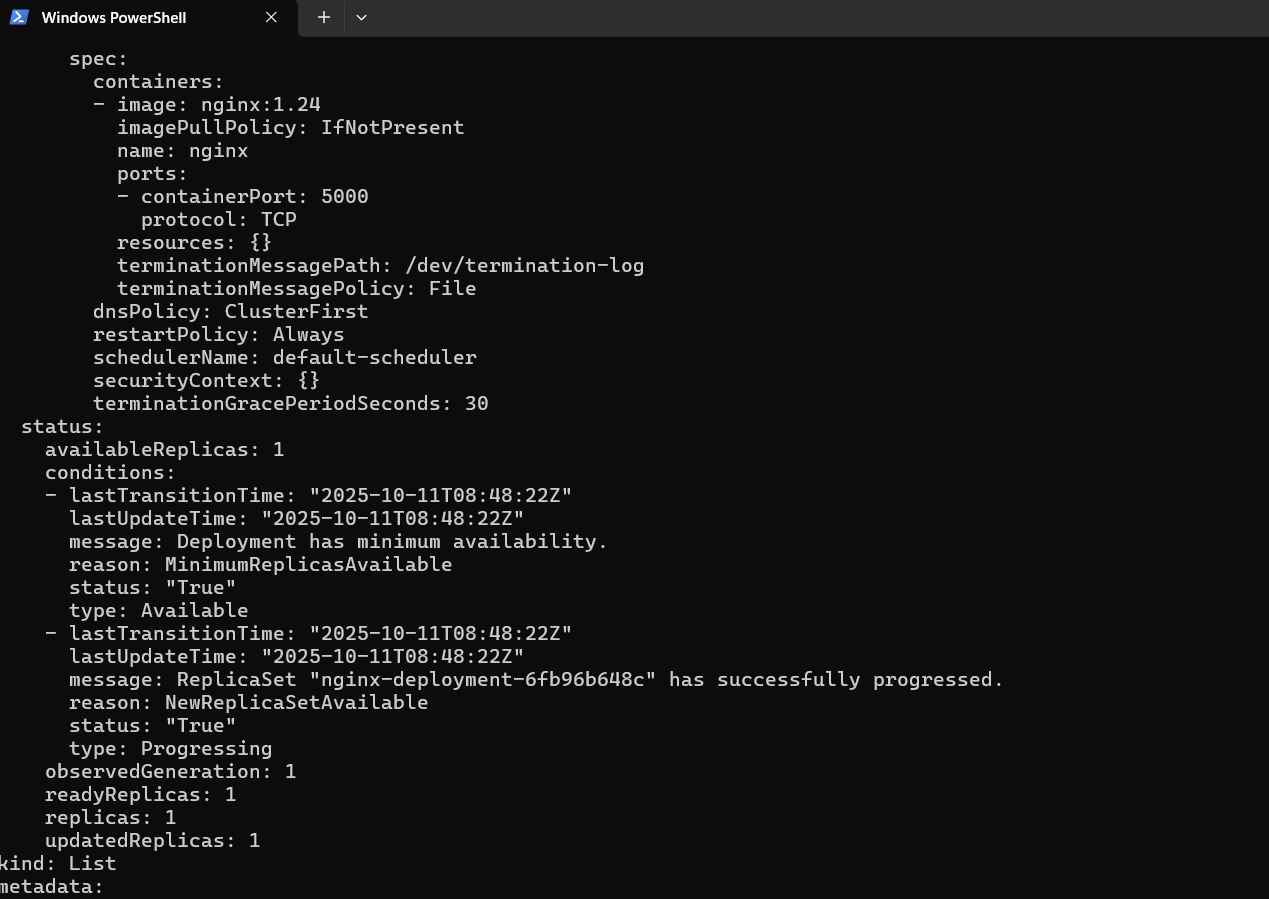 Windows PowerShell
      spec:
        containers:
        - image: nginx:1.24
          imagePullPolicy: IfNotPresent
          name: nginx
          ports:
          - containerPort: 5000
            protocol: TCP
          resources: {}
          terminationMessagePath: /dev/termination-log
          terminationMessagePolicy: File
        dnsPolicy: ClusterFirst
        restartPolicy: Always
        schedulerName: default-scheduler
        securityContext: {}
        terminationGracePeriodSeconds: 30
  status:
    availableReplicas: 1
    conditions:
    - lastTransitionTime: "2025-10-11T08:48:22Z"
      lastUpdateTime: "2025-10-11T08:48:22Z"
      message: Deployment has minimum availability.
      reason: MinimumReplicasAvailable
      status: "True"
      type: Available
    - lastTransitionTime: "2025-10-11T08:48:22Z"
      lastUpdateTime: "2025-10-11T08:48:22Z"
      message: ReplicaSet "nginx-deployment-6fb96b648c" has successfully progressed.
      reason: NewReplicaSetAvailable
      status: "True"
      type: Progressing
    observedGeneration: 1
    readyReplicas: 1
    replicas: 1
    updatedReplicas: 1
kind: List
metadata: